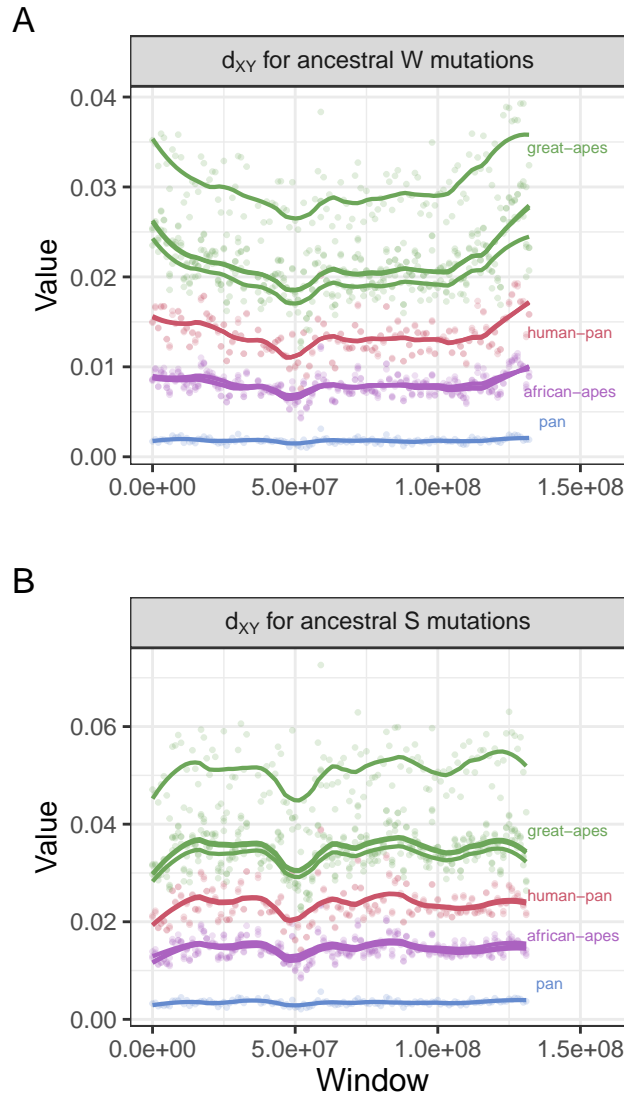 A
d_XY for ancestral W mutations
0.04
0.03
0.02
0.01
0.00
Value
great−apes
human−pan
african−apes
pan
0.0e+00 5.0e+07 1.0e+08 1.5e+08
B
d_XY for ancestral S mutations
0.06
0.04
0.02
0.00
Value
great−apes
human−pan
african−apes
pan
0.0e+00 5.0e+07 1.0e+08 1.5e+08
Window